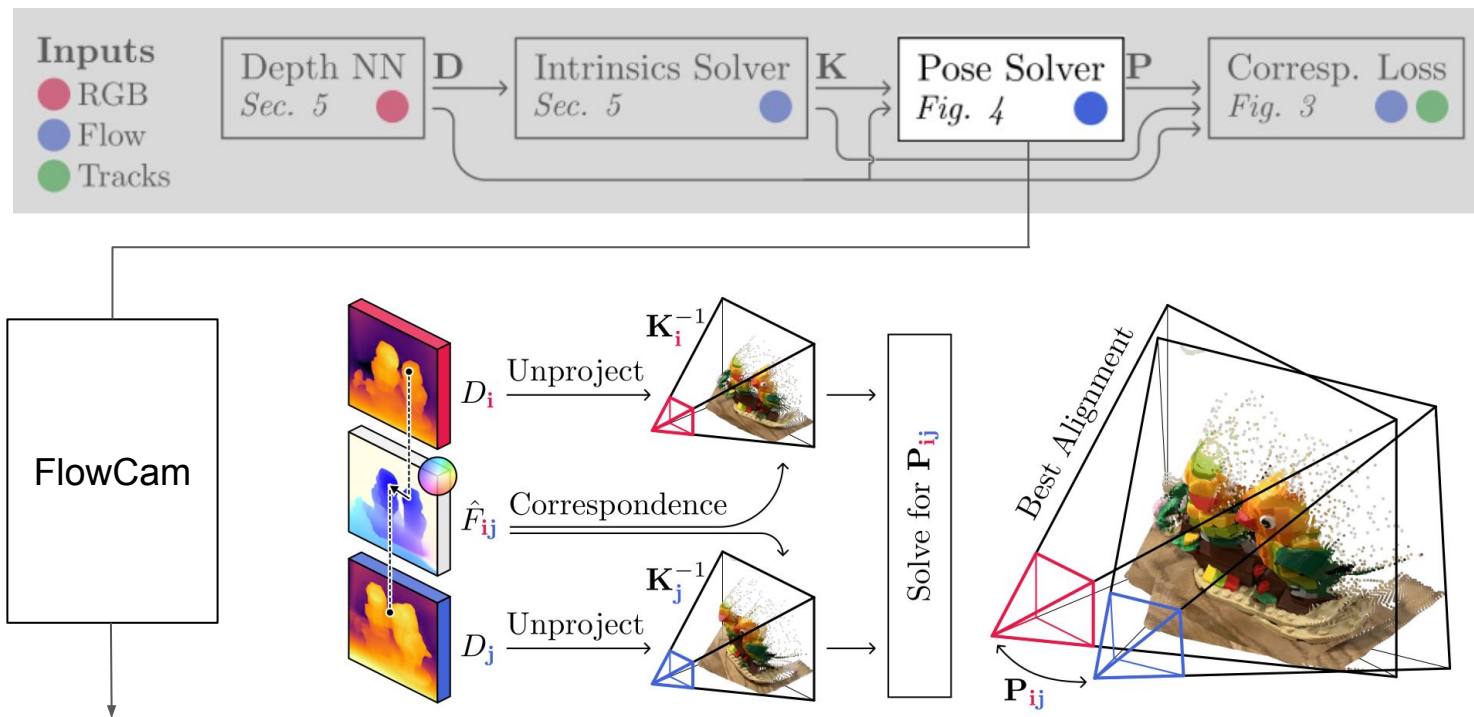 Inputs
RGB
Flow
Tracks
Depth NN
Sec. 5
D
Intrinsics Solver
Sec. 5
K
Pose Solver
Fig. 4
P
Corresp. Loss
Fig. 3
FlowCam
D_i
Unproject
K_i^{-1}
F̂_ij
Correspondence
D_j
Unproject
K_j^{-1}
Solve for P_ij
Best Alignment
P_ij